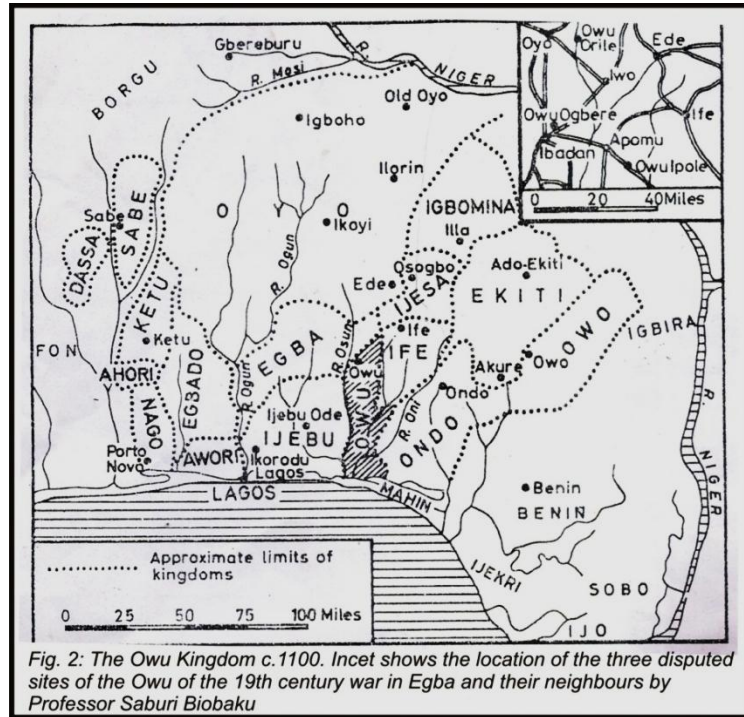 Gbereburu
R.
NIGER
R. Mosi
BORGU
Old Oyo
Igboho
Ilorin
Sabe
SABE
DASSA
O Y O
Ikoyi
R. Ogun
IGBOMINA
Illa
Osogbo
Ede
IJESA
Ado-Ekiti
EKITI
KETU
Ketu
FON
EGBADO
AHORI
NAGO
R. Ogun
EGBA
R. Osun
Ife
IFE
Owu
OWU
R. Oni
Akure
Owo
OWO
IGBIRA
R.
NIGER
Ondo
ONDO
Ijebu Ode
IJEBU
Porto
Novo
AWORI
Ikorodu
Lagos
LAGOS
MAHIN
Benin
BENIN
IJEKRI
SOBO
IJO
Oyo
Owu
Orile
Ede
Iwo
Owu
Ogbere
Ife
Ibadan
Apomu
Owu Ipole
0 20 40 Miles
Approximate limits of
kingdoms
0 25 50 75 100 Miles
Fig. 2: The Owu Kingdom c.1100. Incet shows the location of the three disputed
sites of the Owu of the 19th century war in Egba and their neighbours by
Professor Saburi Biobaku